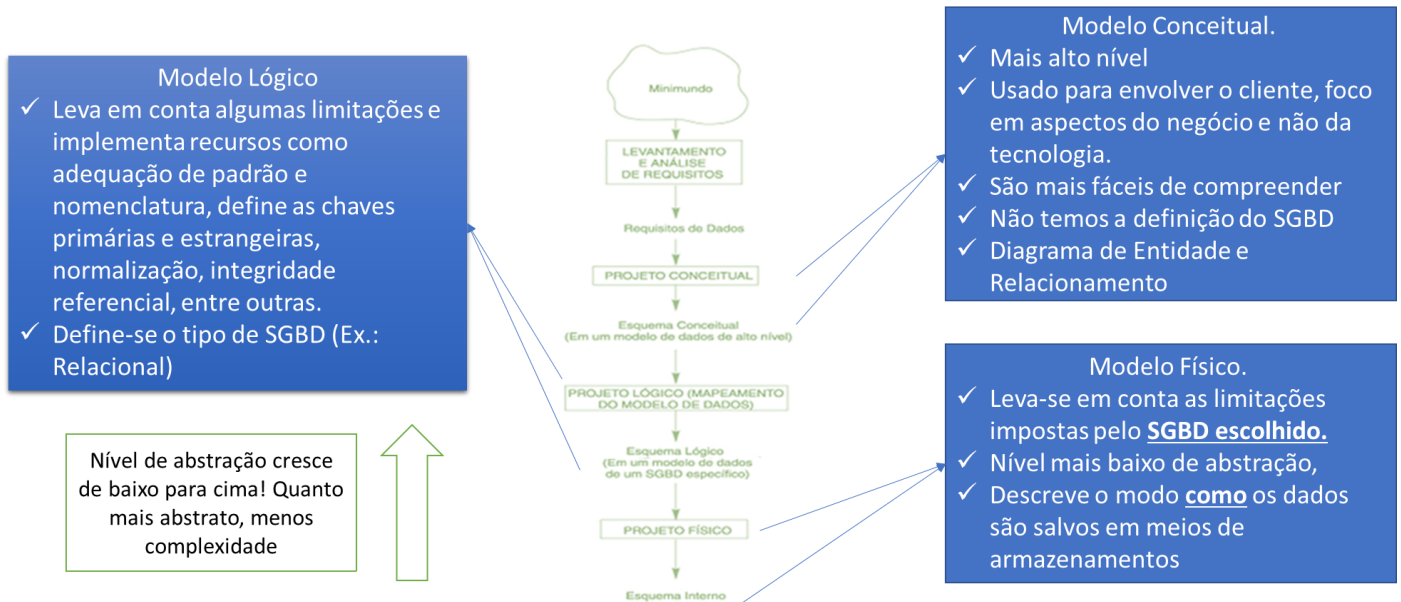 Modelo Lógico
✓ Leva em conta algumas limitações e
implementa recursos como
adequação de padrão e
nomenclatura, define as chaves
primárias e estrangeiras,
normalização, integridade
referencial, entre outras.
✓ Define-se o tipo de SGBD (Ex.:
Relacional)
Nível de abstração cresce
de baixo para cima! Quanto
mais abstrato, menos
complexidade
Minimundo
LEVANTAMENTO
E ANÁLISE
DE REQUISITOS
Requisitos de Dados
PROJETO CONCEITUAL
Esquema Conceitual
(Em um modelo de dados de alto nível)
PROJETO LÓGICO (MAPEAMENTO
DO MODELO DE DADOS)
Esquema Lógico
(Em um modelo de dados
de um SGBD específico)
PROJETO FÍSICO
Esquema Interno
Modelo Conceitual.
✓ Mais alto nível
✓ Usado para envolver o cliente, foco
em aspectos do negócio e não da
tecnologia.
✓ São mais fáceis de compreender
✓ Não temos a definição do SGBD
✓ Diagrama de Entidade e
Relacionamento
Modelo Físico.
✓ Leva-se em conta as limitações
impostas pelo SGBD escolhido.
✓ Nível mais baixo de abstração,
✓ Descreve o modo como os dados
são salvos em meios de
armazenamentos